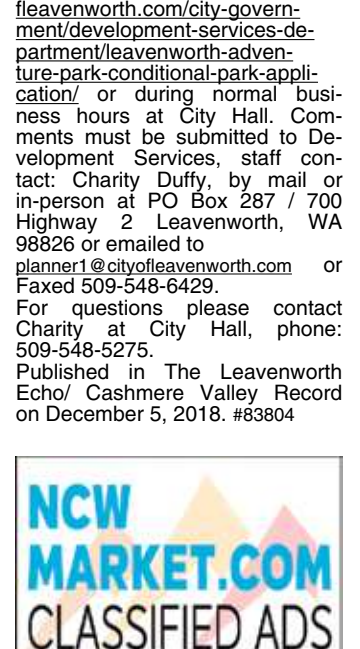 fleavenworth.com/city-govern-
ment/development-services-de-
partment/leavenworth-adven-
ture-park-conditional-park-appli-
cation/ or during normal busi-
ness hours at City Hall. Com-
ments must be submitted to De-
velopment Services, staff con-
tact: Charity Duffy, by mail or
in-person at PO Box 287 / 700
Highway 2 Leavenworth, WA
98826 or emailed to
planner1@cityofleavenworth.com or
Faxed 509-548-6429.
For questions please contact
Charity at City Hall, phone:
509-548-5275.
Published in The Leavenworth
Echo/ Cashmere Valley Record
on December 5, 2018. #83804
NCW
MARKET.COM
CLASSIFIED ADS